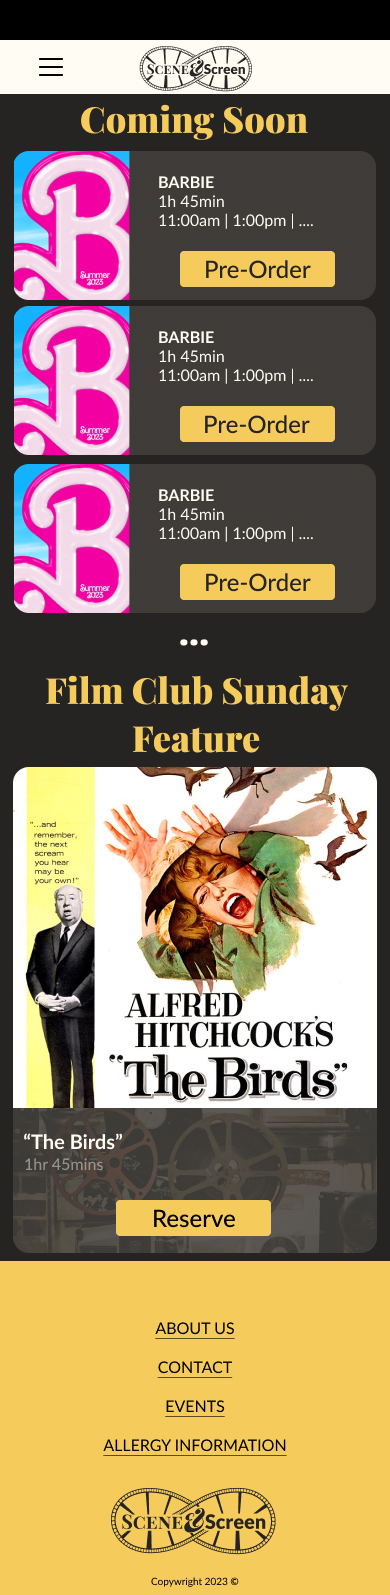 SCENE&Screen
Coming Soon
BARBIE
1h 45min
11:00am | 1:00pm | ....
Summer
2023
Pre-Order
BARBIE
1h 45min
11:00am | 1:00pm | ....
Summer
2023
Pre-Order
BARBIE
1h 45min
11:00am | 1:00pm | ....
Summer
2023
Pre-Order
Film Club Sunday
Feature
"...and
remember,
the next
scream
you hear
may be
your own!"
ALFRED
HITCHCOCK'S
"The Birds"
“The Birds”
1hr 45mins
Reserve
ABOUT US
CONTACT
EVENTS
ALLERGY INFORMATION
SCENE&Screen
Copywright 2023 ©